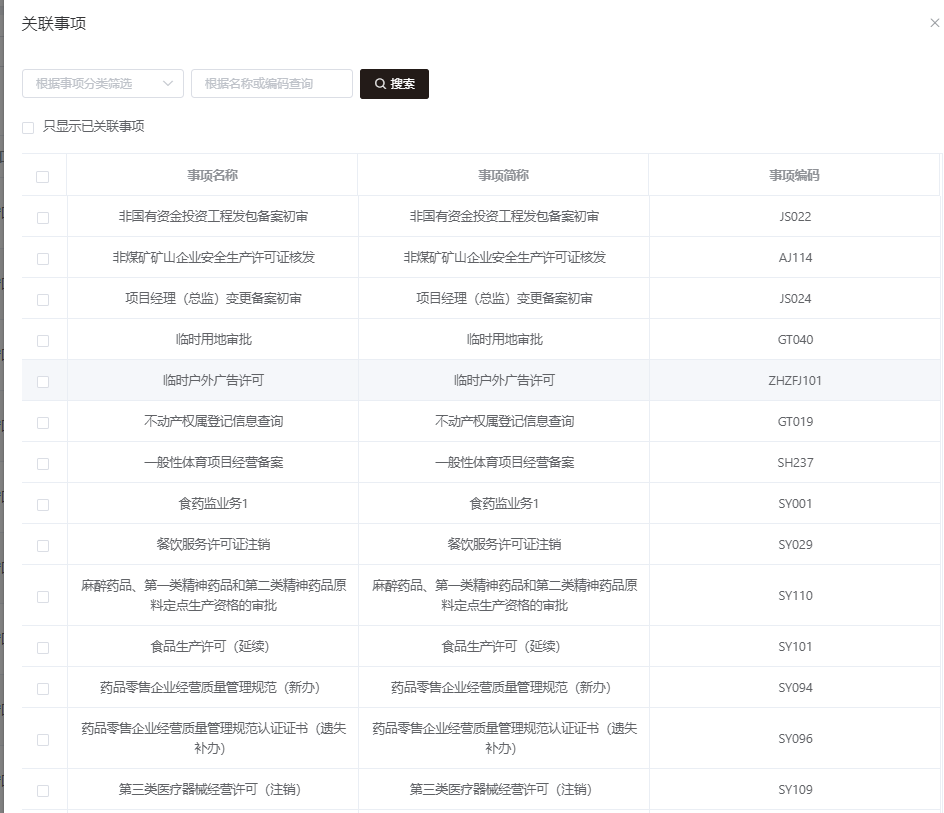 关联事项
根据事项分类筛选 根据名称或编码查询 搜索
只显示已关联事项
事项名称 事项简称 事项编码
非国有资金投资工程发包备案初审 非国有资金投资工程发包备案初审 JS022
非煤矿矿山企业安全生产许可证核发 非煤矿矿山企业安全生产许可证核发 AJ114
项目经理（总监）变更备案初审 项目经理（总监）变更备案初审 JS024
临时用地审批 临时用地审批 GT040
临时户外广告许可 临时户外广告许可 ZHZFJ101
不动产权属登记信息查询 不动产权属登记信息查询 GT019
一般性体育项目经营备案 一般性体育项目经营备案 SH237
食药监业务1 食药监业务1 SY001
餐饮服务许可证注销 餐饮服务许可证注销 SY029
麻醉药品、第一类精神药品和第二类精神药品原 麻醉药品、第一类精神药品和第二类精神药品原
料定点生产资格的审批 料定点生产资格的审批 SY110
食品生产许可（延续） 食品生产许可（延续） SY101
药品零售企业经营质量管理规范（新办） 药品零售企业经营质量管理规范（新办） SY094
药品零售企业经营质量管理规范认证证书（遗失 药品零售企业经营质量管理规范认证证书（遗失
补办） 补办） SY096
第三类医疗器械经营许可（注销） 第三类医疗器械经营许可（注销） SY109